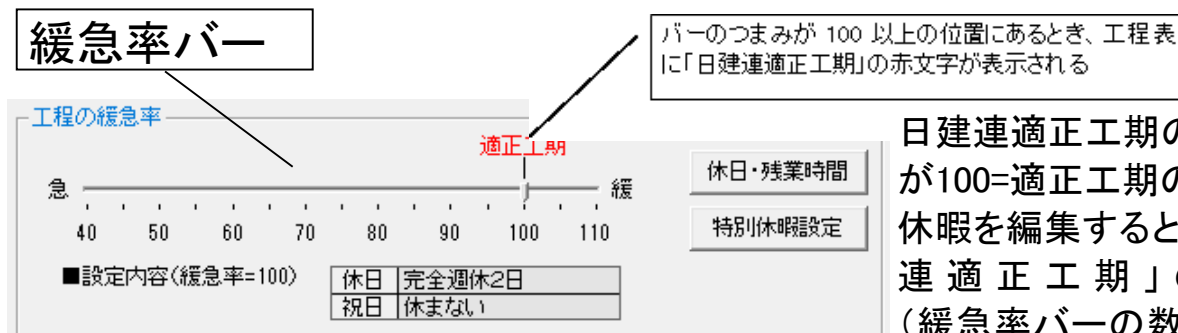 緩急率バー
バーのつまみが 100 以上の位置にあるとき、工程表
に「日建連適正工期」の赤文字が表示される
工程の緩急率
適正工期
急
緩
40 50 60 70 80 90 100 110
■設定内容(緩急率=100)
休日 完全週休2日
祝日 休まない
休日・残業時間
特別休暇設定
日建連適正工期の
が100=適正工期の
休暇を編集すると
連適正工期」の
(緩急率バーの数